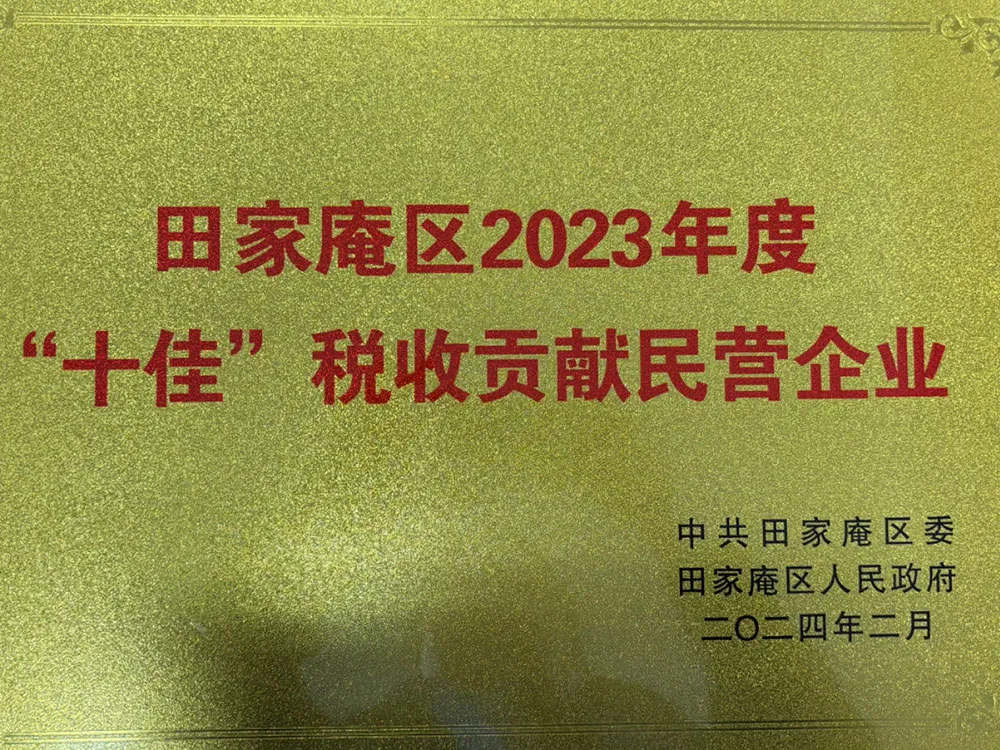 田家庵区2023年度
“十佳”税收贡献民营企业
中共田家庵区委
田家庵区人民政府
二〇二四年二月